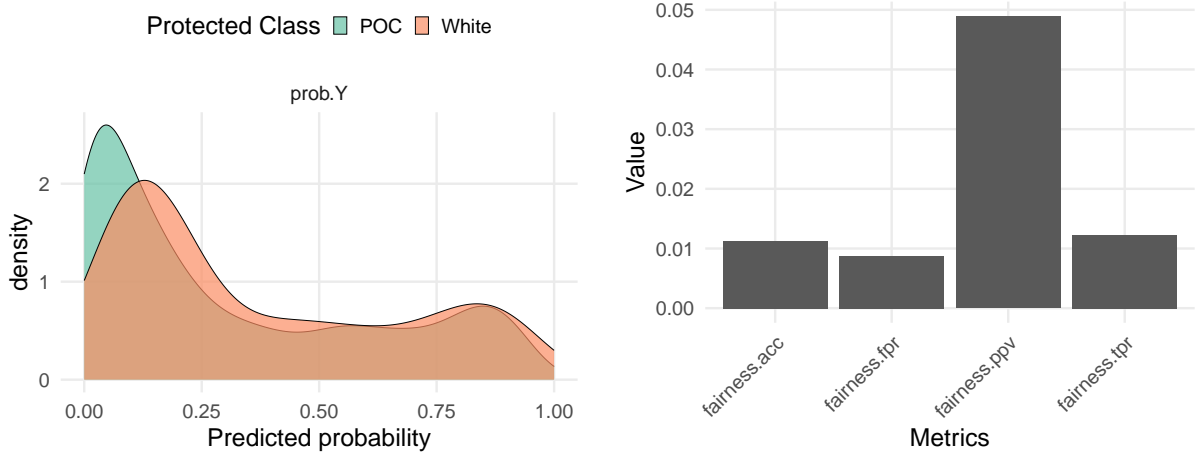 Protected Class POC White
prob.Y
density
2
1
0
0.00 0.25 0.50 0.75 1.00
Predicted probability
Value
0.05
0.04
0.03
0.02
0.01
0.00
fairness.acc
fairness.fpr
fairness.ppv
fairness.tpr
Metrics